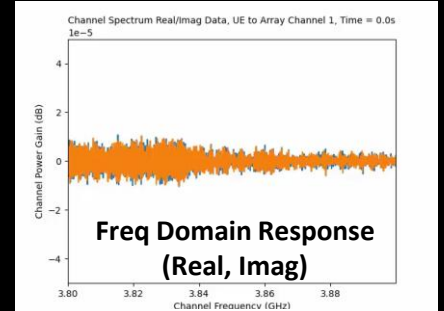 Channel Spectrum Real/Imag Data, UE to Array Channel 1, Time = 0.0s
1e−5
4
2
0
−2
−4
Channel Power Gain (dB)
Freq Domain Response
(Real, Imag)
3.80 3.82 3.84 3.86 3.88
Channel Frequency (GHz)